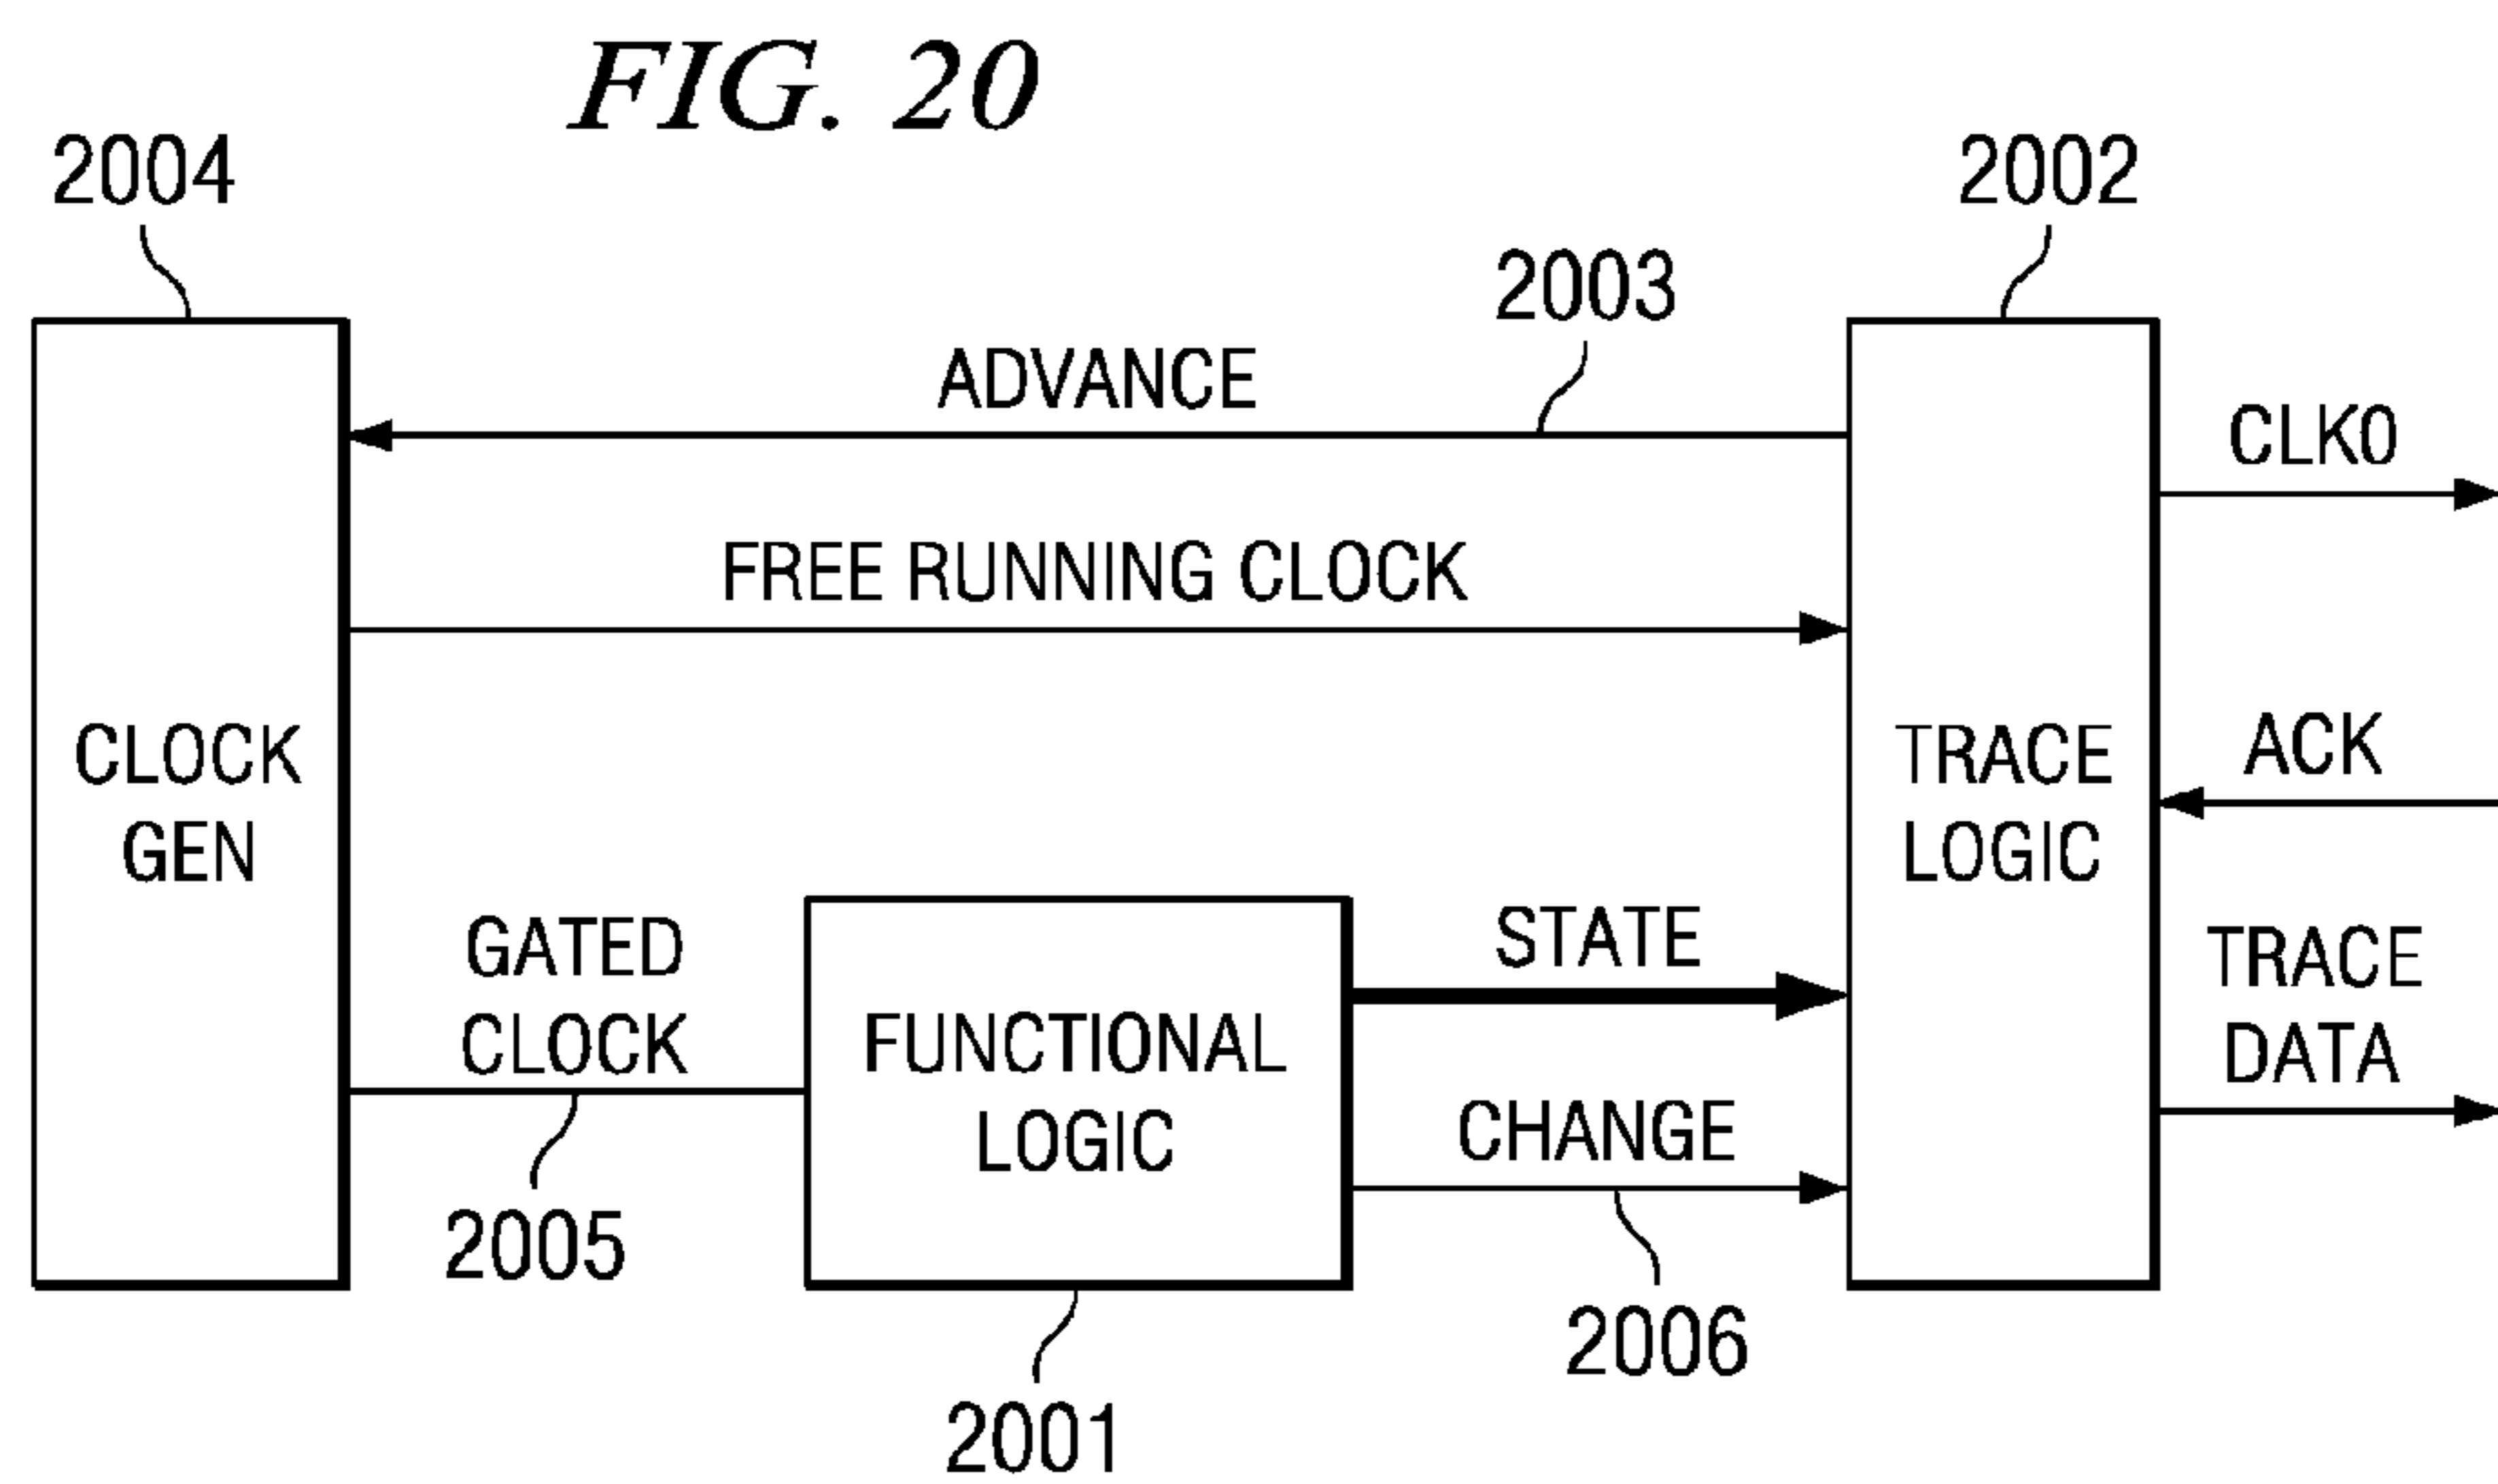 FIG. 20
2004
2002
2003
ADVANCE
CLKO
FREE RUNNING CLOCK
CLOCK
GEN
TRACE
LOGIC
ACK
GATED
CLOCK
FUNCTIONAL
LOGIC
STATE
CHANGE
TRACE
DATA
2005
2006
2001